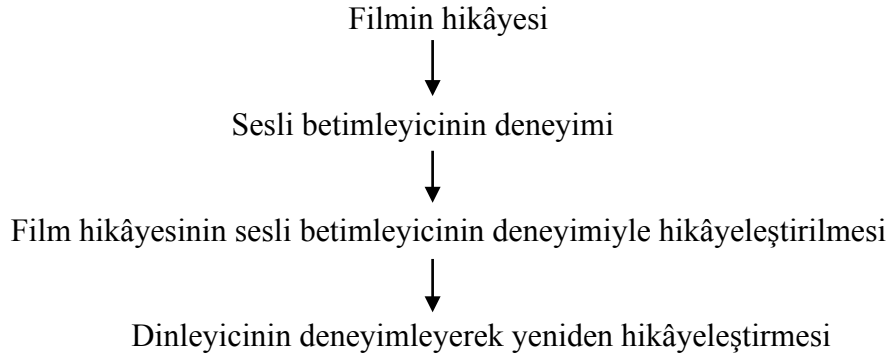 Filmin hikâyesi
Sesli betimleyicinin deneyimi
Film hikâyesinin sesli betimleyicinin deneyimiyle hikâyeleştirilmesi
Dinleyicinin deneyimleyerek yeniden hikâyeleştirmesi